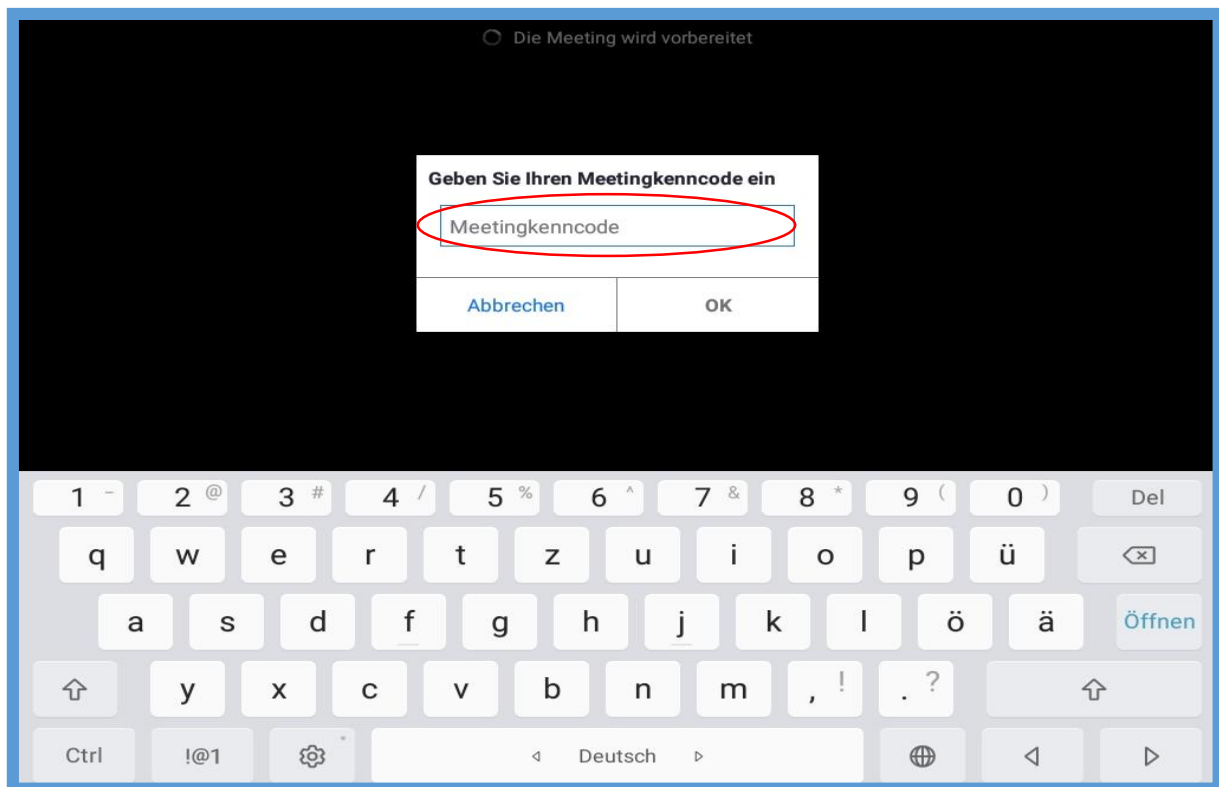 Die Meeting wird vorbereitet
Geben Sie Ihren Meetingkenncode ein
Meetingkenncode
Abbrechen OK
1 - 2 @ 3 # 4 / 5 % 6 ^ 7 & 8 * 9 ( 0 ) Del
q w e r t z u i o p ü
a s d f g h j k l ö ä Öffnen
y x c v b n m , ! . ?
Ctrl !@1 Deutsch